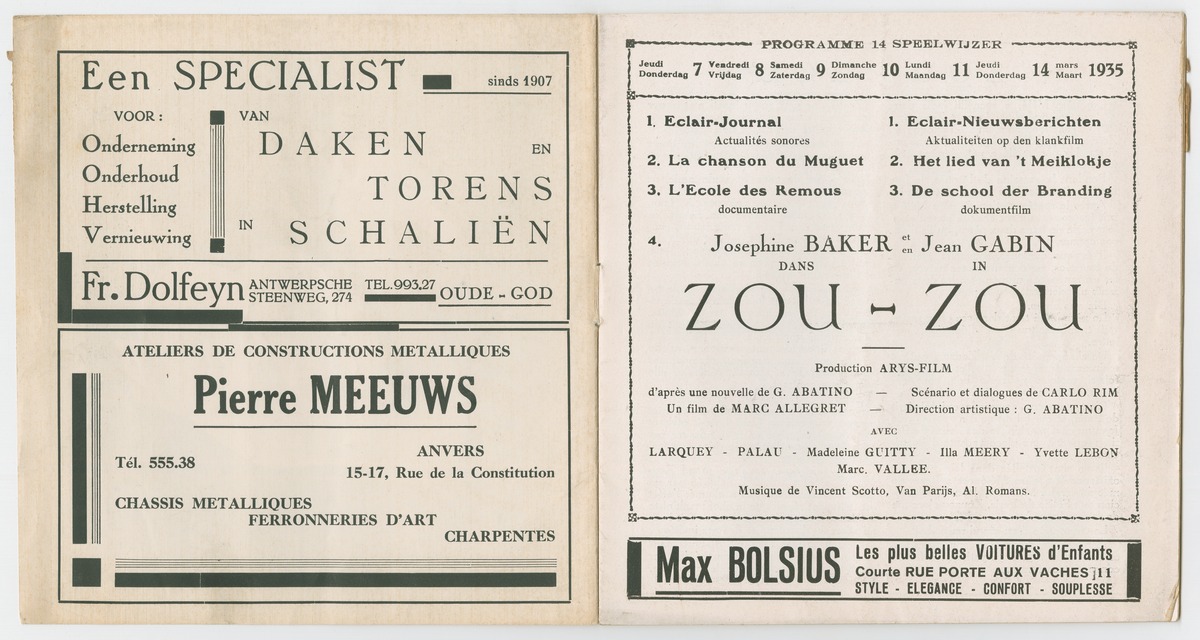 Een SPECIALIST sinds 1907
VOOR : VAN
Onderneming DAKEN EN
Onderhoud TORENS
Herstelling
Vernieuwing IN SCHALIËN
Fr. Dolfeyn ANTWERPSCHE STEENWEG, 274 TEL. 993,27 OUDE - GOD
ATELIERS DE CONSTRUCTIONS METALLIQUES
Pierre MEEUWS
ANVERS
Tél. 555.38
15-17, Rue de la Constitution
CHASSIS METALLIQUES
FERRONNERIES D'ART
CHARPENTES
PROGRAMME 14 SPEELWIJZER
Jeudi Donderdag 7 Vendredi Vrijdag 8 Samedi Zaterdag 9 Dimanche Zondag 10 Lundi Maandag 11 Jeudi Donderdag 14 mars Maart 1935
1. Eclair-Journal
Actualités sonores
2. La chanson du Muguet
3. L'Ecole des Remous
documentaire
1. Eclair-Nieuwsberichten
Aktualiteiten op den klankfilm
2. Het lied van 't Meiklokje
3. De school der Branding
dokumentfilm
4. Josephine BAKER et en Jean GABIN
DANS IN
ZOU - ZOU
Production ARYS-FILM
d'après une nouvelle de G. ABATINO — Scénario et dialogues de CARLO RIM
Un film de MARC ALLEGRET — Direction artistique : G. ABATINO
AVEC
LARQUEY - PALAU - Madeleine GUITTY - Illa MEERY - Yvette LEBON
Marc. VALLEE.
Musique de Vincent Scotto, Van Parijs, Al. Romans.
Max BOLSIUS
Les plus belles VOITURES d'Enfants
Courte RUE PORTE AUX VACHES 11
STYLE - ELEGANCE - CONFORT - SOUPLESSE